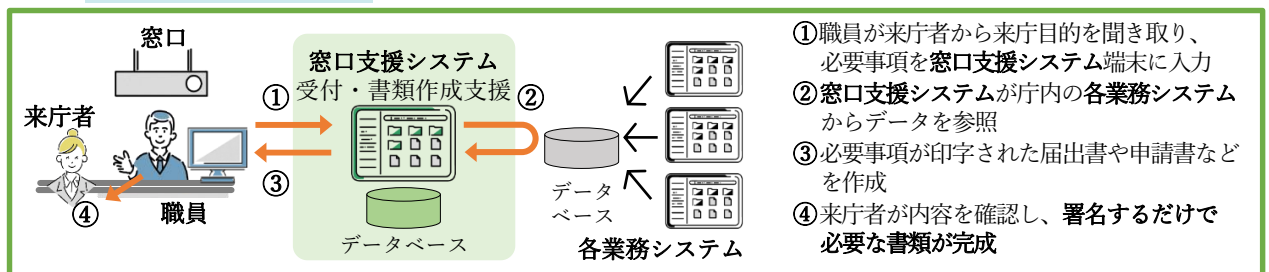 窓口
来庁者
④
職員
窓口支援システム
受付・書類作成支援
①
②
③
データベース
データ
ベース
各業務システム
①職員が来庁者から来庁目的を聞き取り、
必要事項を窓口支援システム端末に入力
②窓口支援システムが庁内の各業務システム
からデータを参照
③必要事項が印字された届出書や申請書など
を作成
④来庁者が内容を確認し、署名するだけで
必要な書類が完成